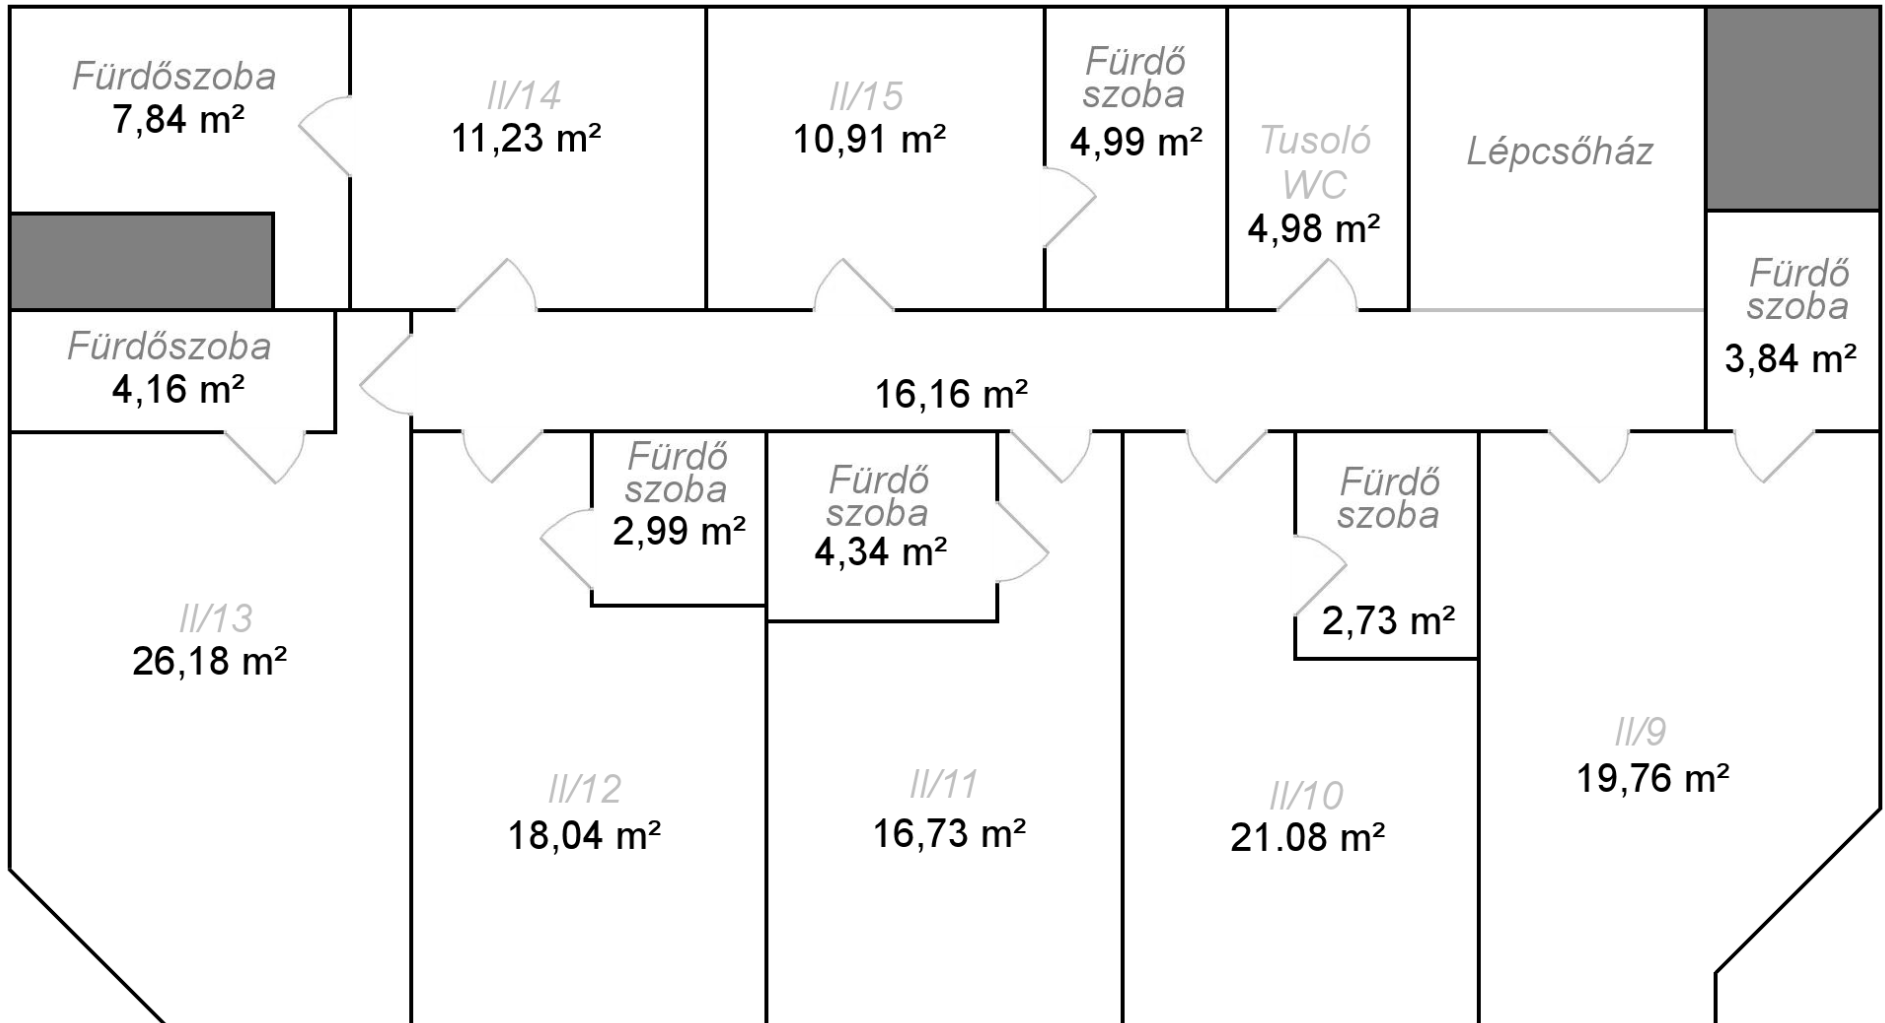 Fürdőszoba
7,84 m²
II/14
11,23 m²
II/15
10,91 m²
Fürdő
szoba
4,99 m²
Tusoló
WC
4,98 m²
Lépcsőház
Fürdő
szoba
3,84 m²
Fürdőszoba
4,16 m²
16,16 m²
Fürdő
szoba
2,99 m²
Fürdő
szoba
4,34 m²
Fürdő
szoba
2,73 m²
II/13
26,18 m²
II/12
18,04 m²
II/11
16,73 m²
II/10
21.08 m²
II/9
19,76 m²